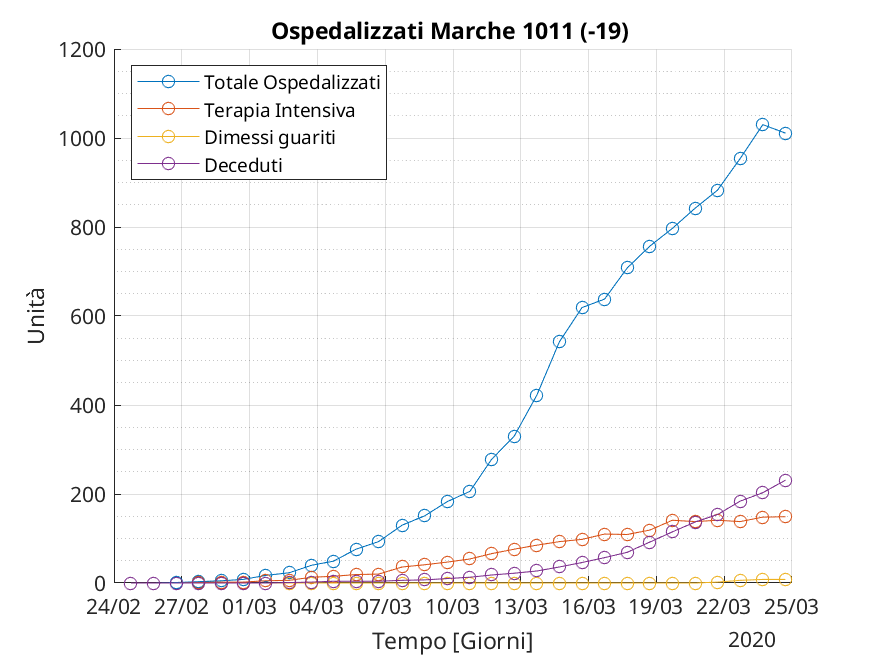 Ospedalizzati Marche 1011 (-19)
1200
1000
800
600
400
200
0
Unità
Totale Ospedalizzati
Terapia Intensiva
Dimessi guariti
Deceduti
24/02 27/02 01/03 04/03 07/03 10/03 13/03 16/03 19/03 22/03 25/03
Tempo [Giorni]
2020